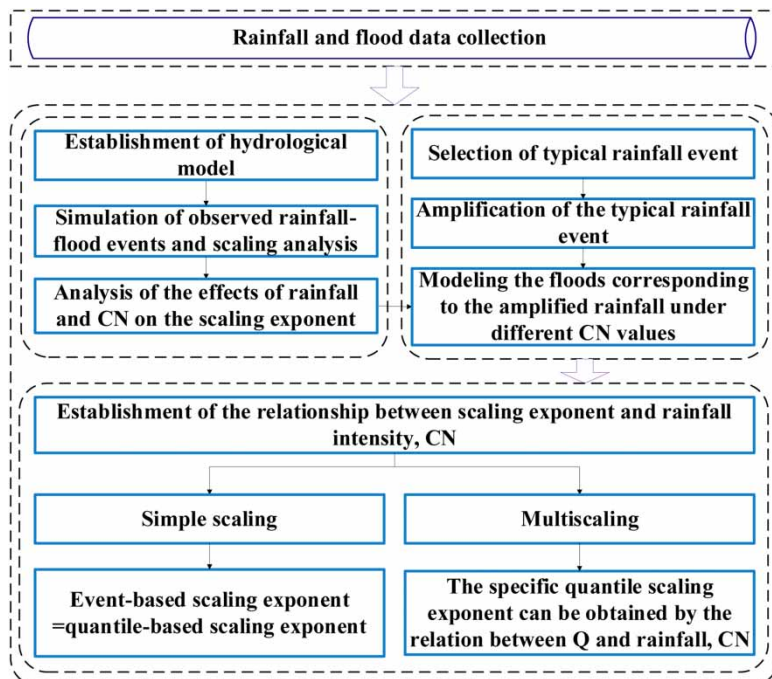 Rainfall and flood data collection
Establishment of hydrological
model
Simulation of observed rainfall-
flood events and scaling analysis
Analysis of the effects of rainfall
and CN on the scaling exponent
Selection of typical rainfall event
Amplification of the typical rainfall
event
Modeling the floods corresponding
to the amplified rainfall under
different CN values
Establishment of the relationship between scaling exponent and rainfall
intensity, CN
Simple scaling
Event-based scaling exponent
=quantile-based scaling exponent
Multiscaling
The specific quantile scaling
exponent can be obtained by the
relation between Q and rainfall, CN